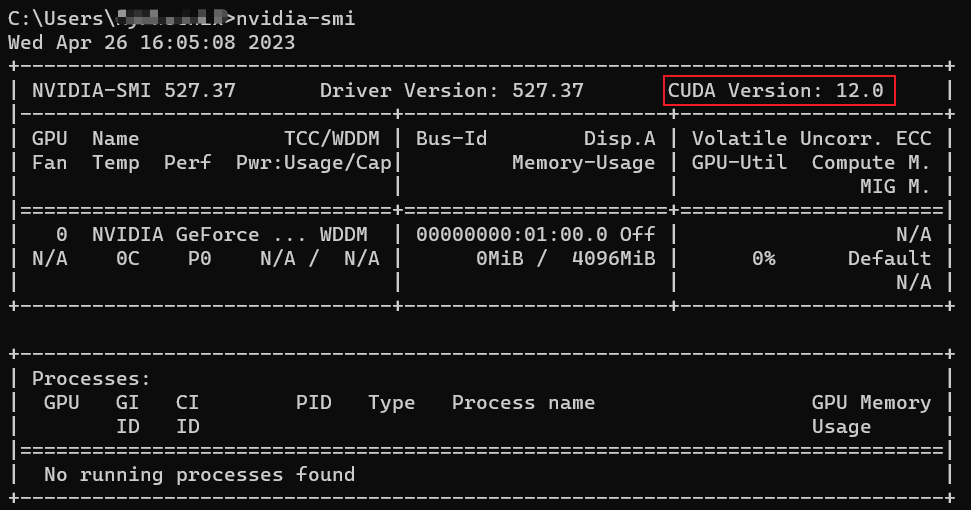 C:\Users\>nvidia-smi
Wed Apr 26 16:05:08 2023
+-----------------------------------------------------------------------------+
| NVIDIA-SMI 527.37       Driver Version: 527.37       CUDA Version: 12.0     |
|-------------------------------+----------------------+----------------------+
| GPU  Name            TCC/WDDM | Bus-Id        Disp.A | Volatile Uncorr. ECC |
| Fan  Temp  Perf  Pwr:Usage/Cap|         Memory-Usage | GPU-Util  Compute M. |
|                               |                      |               MIG M. |
|===============================+======================+======================|
|   0  NVIDIA GeForce ... WDDM  | 00000000:01:00.0 Off |                  N/A |
| N/A    0C    P0    N/A /  N/A |      0MiB /  4096MiB |      0%      Default |
|                               |                      |                  N/A |
+-------------------------------+----------------------+----------------------+
+-----------------------------------------------------------------------------+
| Processes:                                                                  |
|  GPU   GI   CI        PID   Type   Process name                  GPU Memory |
|        ID   ID                                                   Usage      |
|=============================================================================|
|  No running processes found                                                 |
+-----------------------------------------------------------------------------+